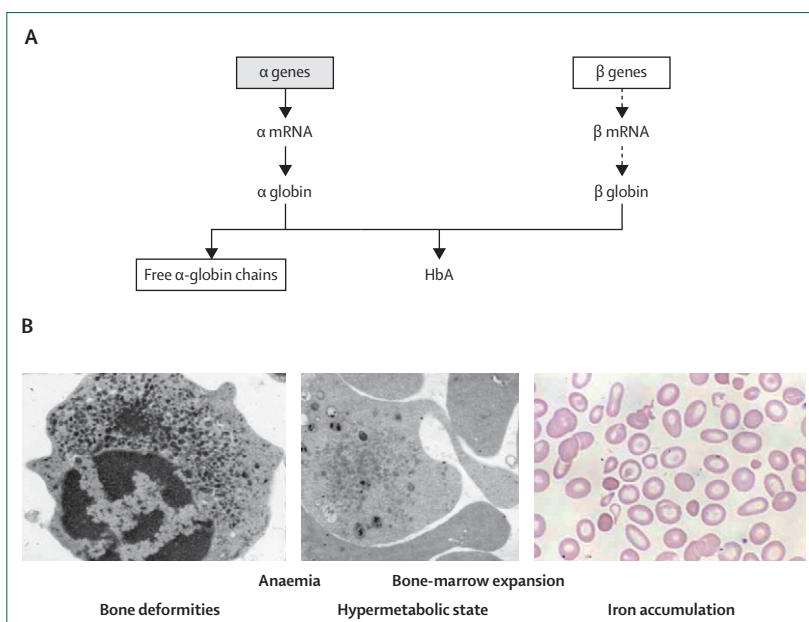 A
α genes
β genes
α mRNA
β mRNA
α globin
β globin
Free α-globin chains
HbA
B
Anaemia
Bone-marrow expansion
Bone deformities
Hypermetabolic state
Iron accumulation